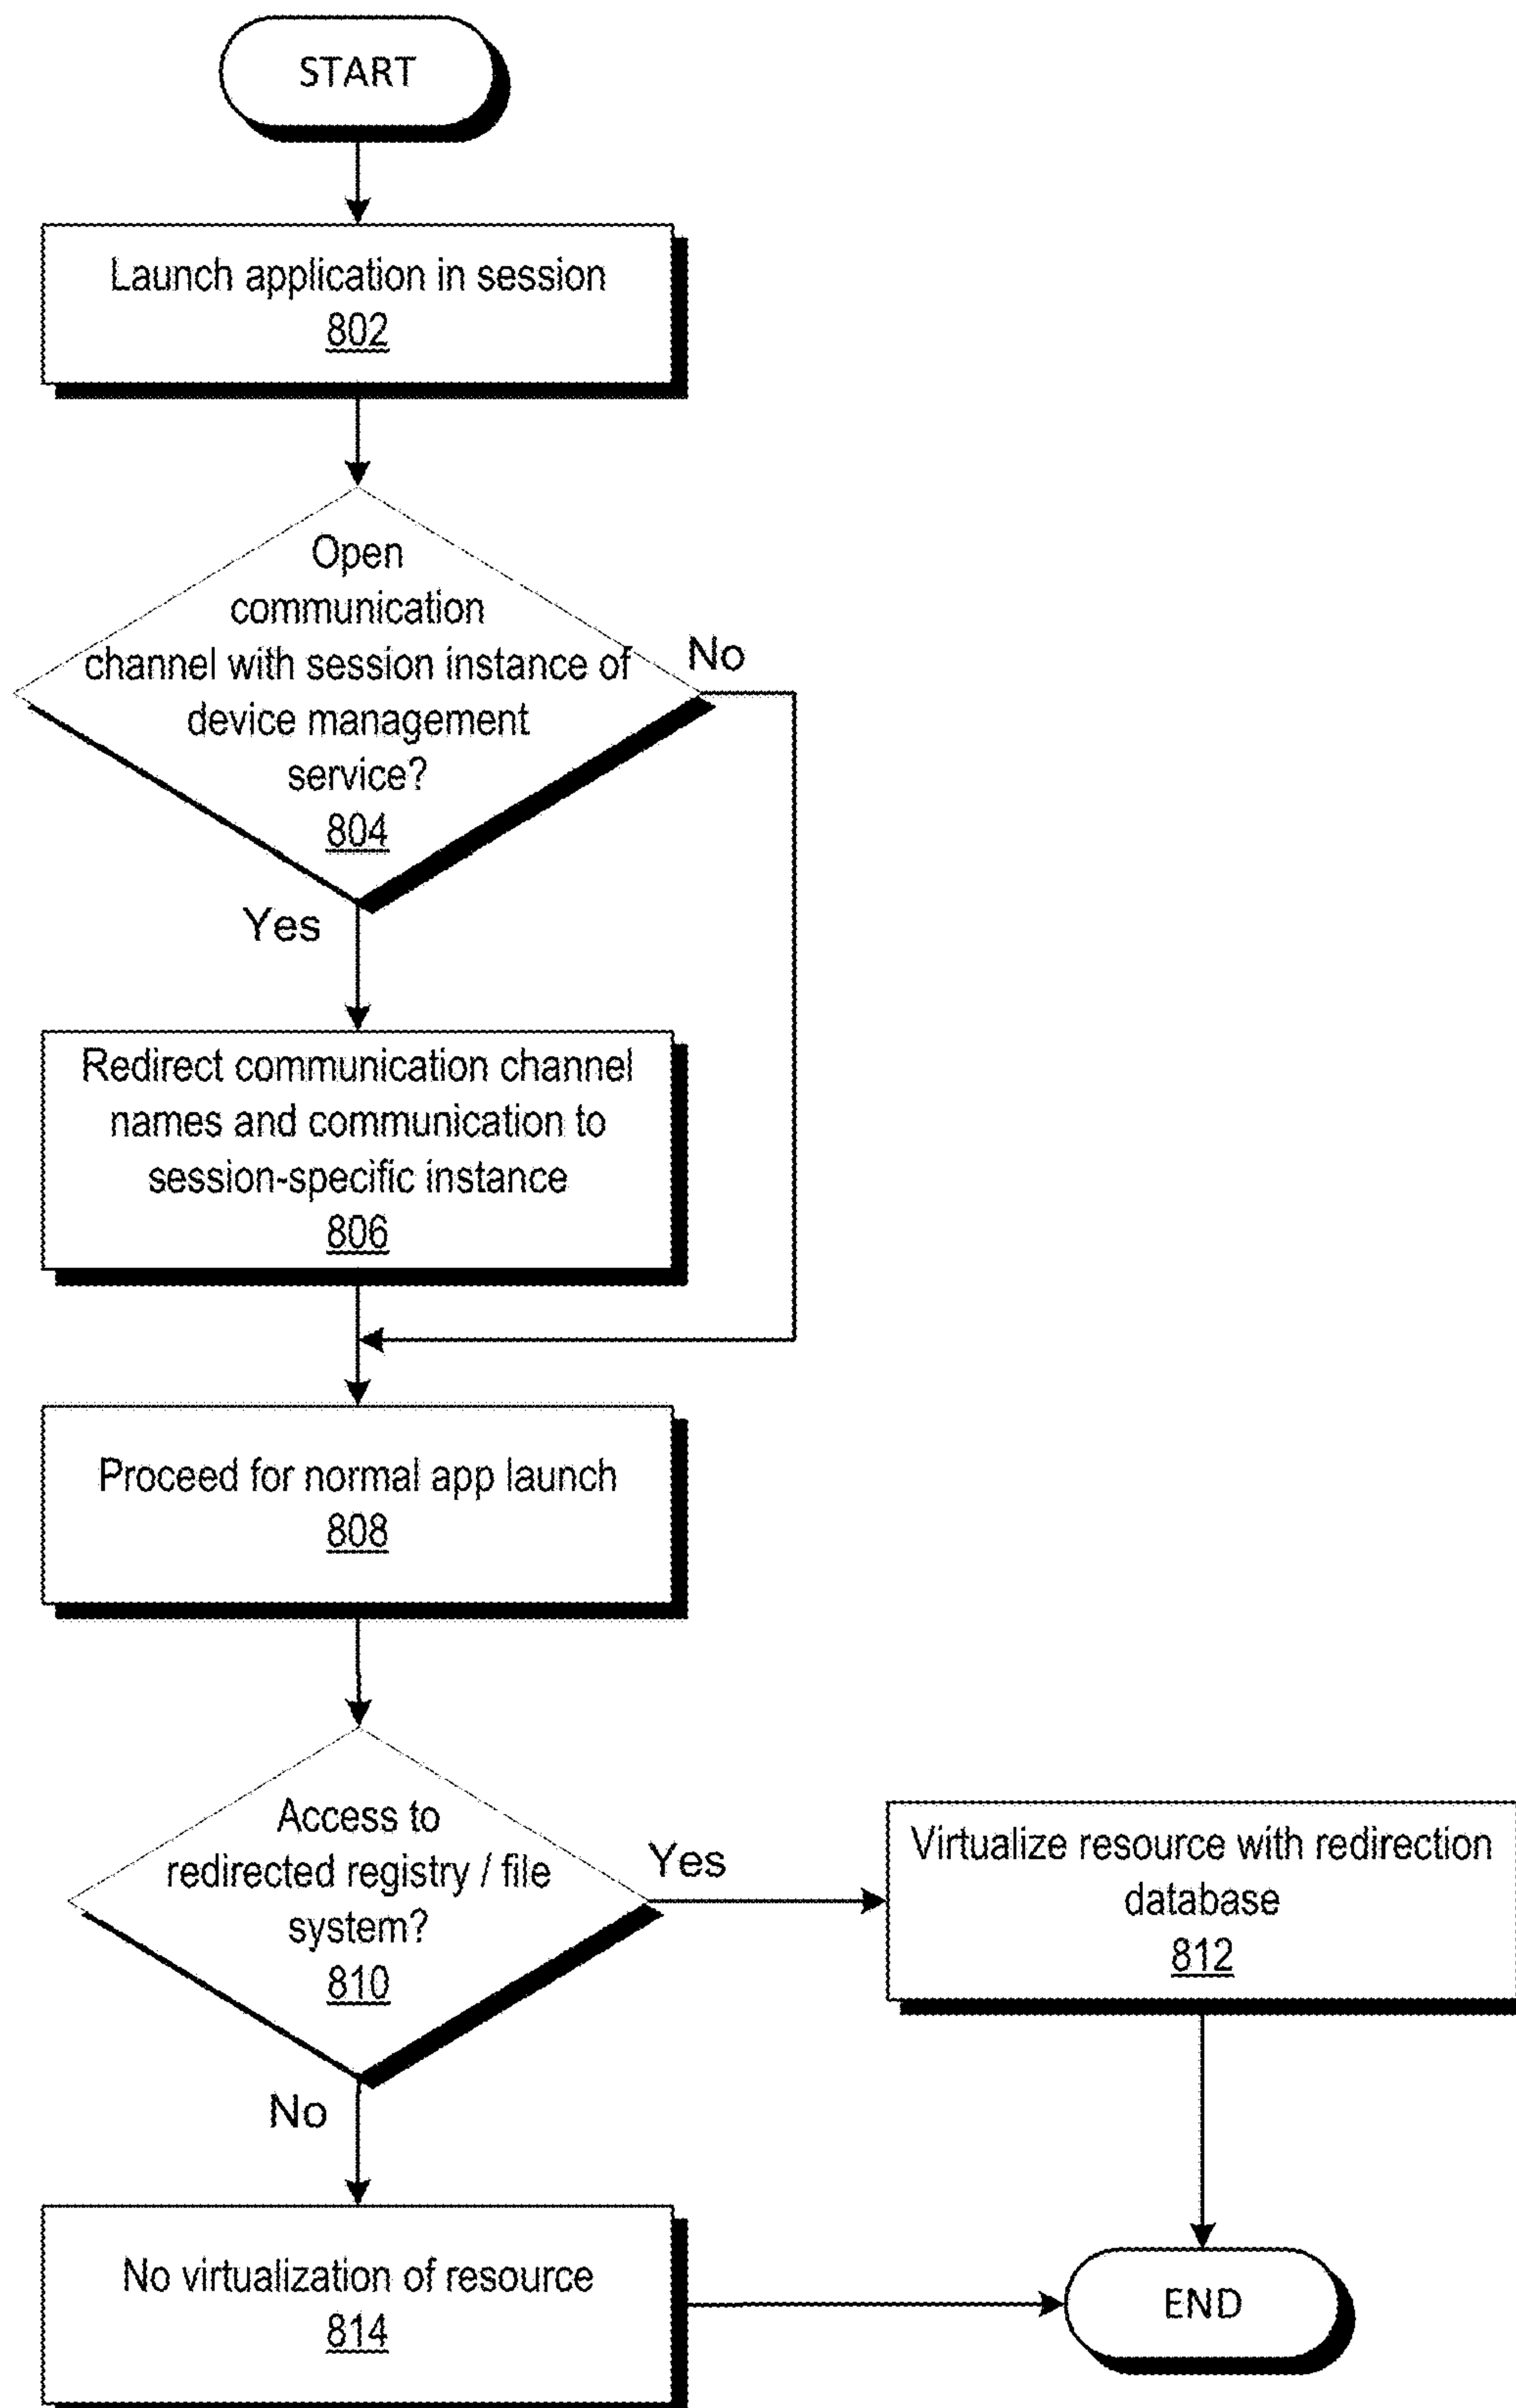 START
Launch application in session
802
Open
communication
channel with session instance of
device management
service?
804
No
Yes
Redirect communication channel
names and communication to
session-specific instance
806
Proceed for normal app launch
808
Access to
redirected registry / file
system?
810
Yes
Virtualize resource with redirection
database
812
No
No virtualization of resource
814
END